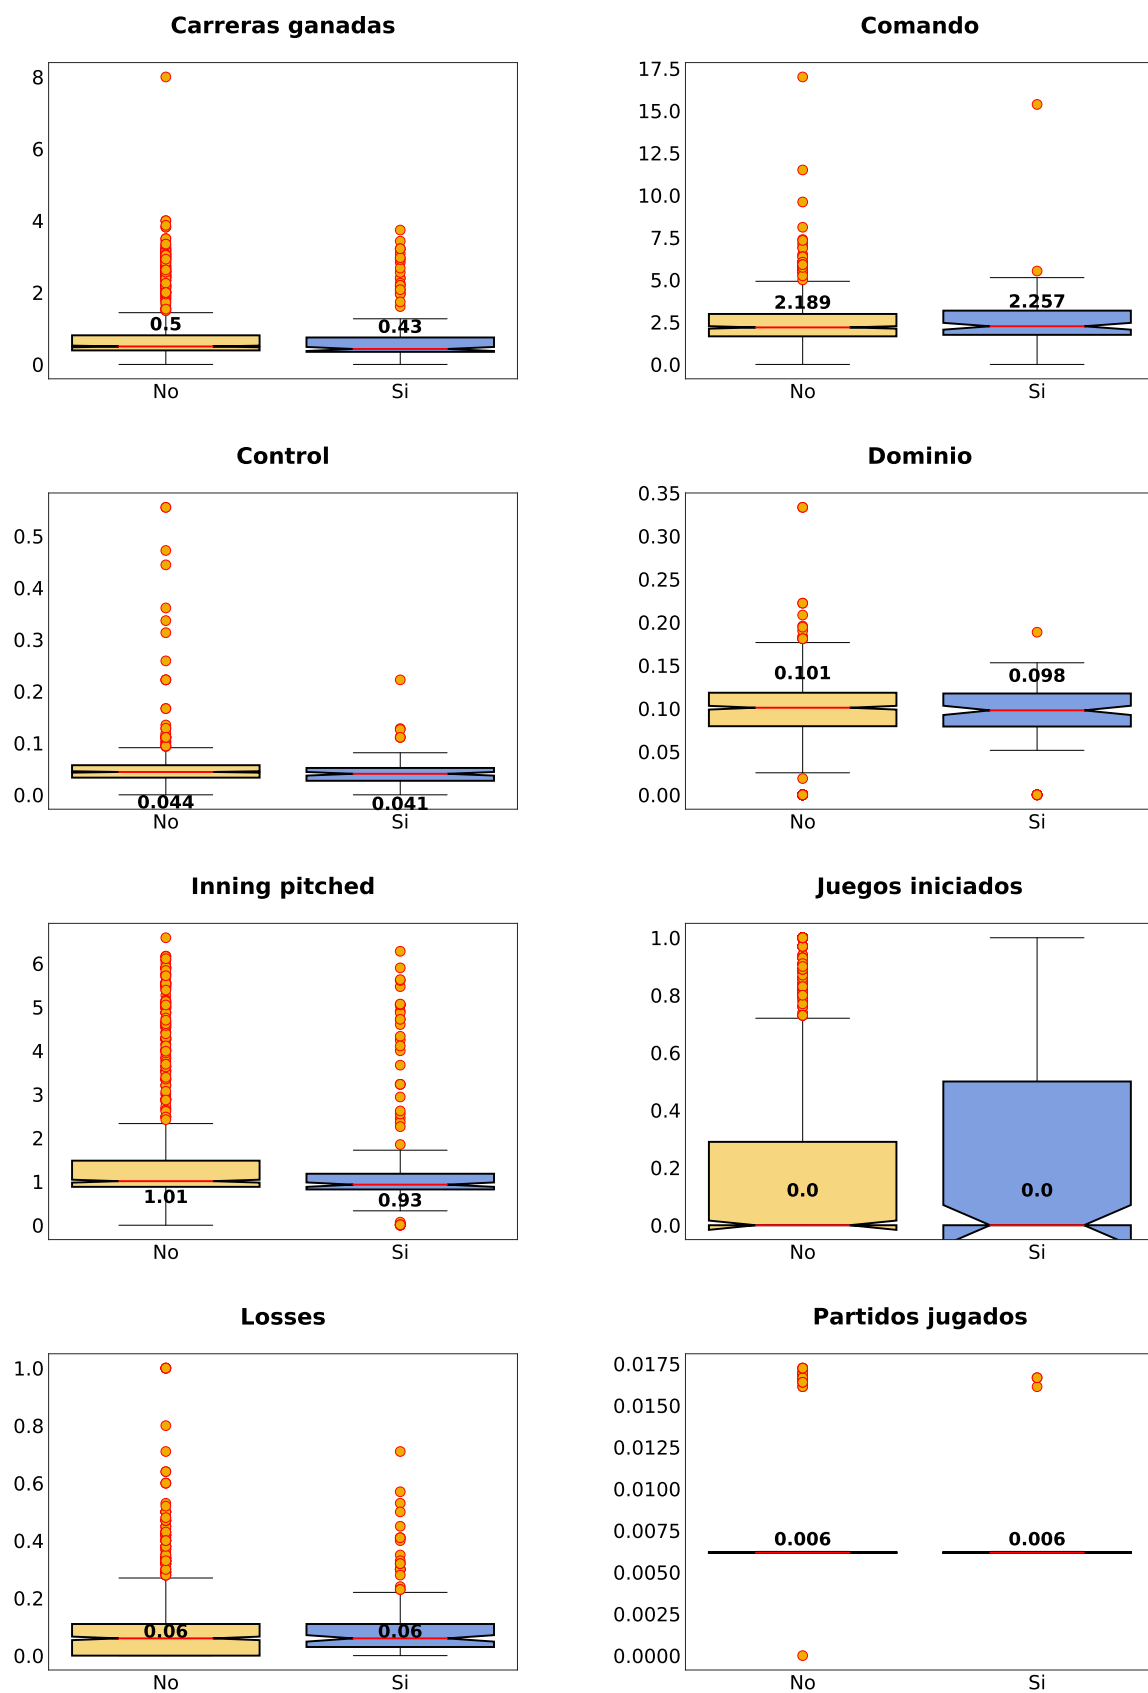 Carreras ganadas
8
6
4
2
0
0.5
0.43
No
Si
Comando
17.5
15.0
12.5
10.0
7.5
5.0
2.5
0.0
2.189
2.257
No
Si
Control
0.5
0.4
0.3
0.2
0.1
0.0
0.044
0.041
No
Si
Dominio
0.35
0.30
0.25
0.20
0.15
0.10
0.05
0.00
0.101
0.098
No
Si
Inning pitched
6
5
4
3
2
1
0
1.01
0.93
No
Si
Juegos iniciados
1.0
0.8
0.6
0.4
0.2
0.0
0.0
0.0
No
Si
Losses
1.0
0.8
0.6
0.4
0.2
0.0
0.06
0.06
No
Si
Partidos jugados
0.0175
0.0150
0.0125
0.0100
0.0075
0.0050
0.0025
0.0000
0.006
0.006
No
Si